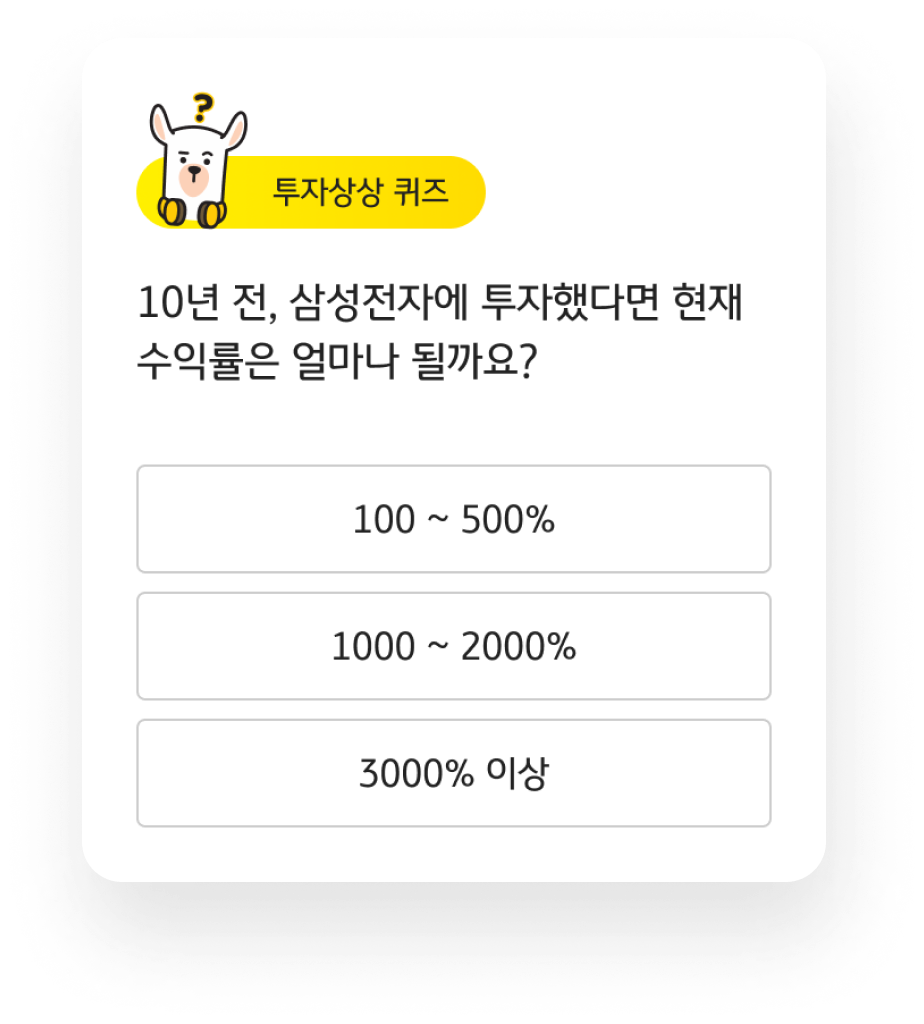 ?
투자상상 퀴즈
10년 전, 삼성전자에 투자했다면 현재
수익률은 얼마나 될까요?
100 ~ 500%
1000 ~ 2000%
3000% 이상